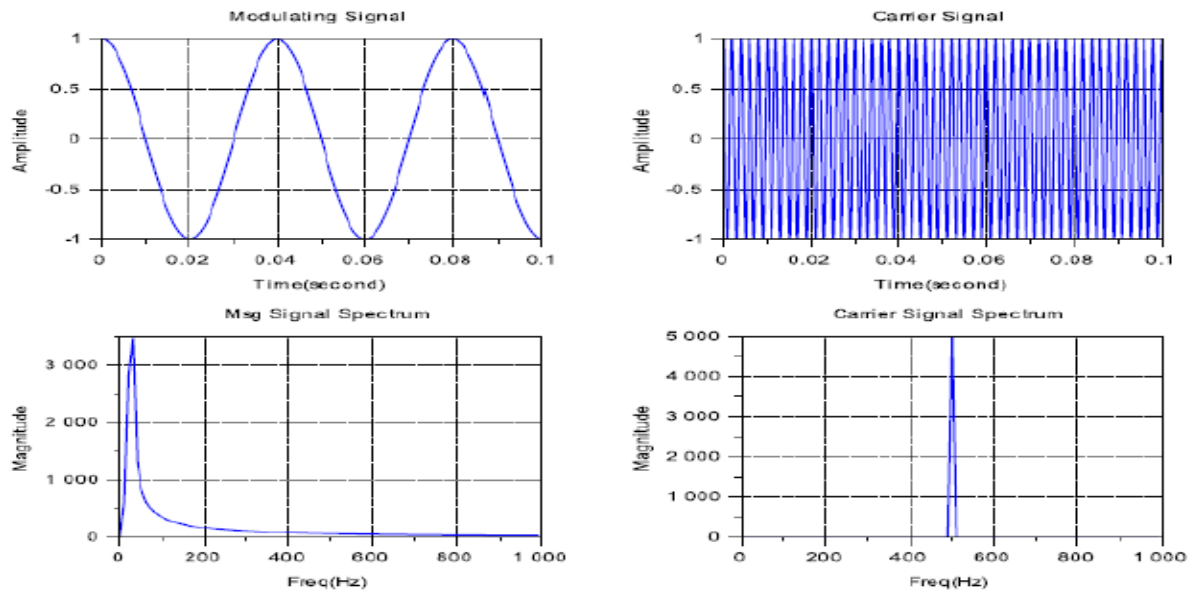 Modulating Signal
1
0.5
0
-0.5
-1
Amplitude
0 0.02 0.04 0.06 0.08 0.1
Time(second)
Carrier Signal
1
0.5
0
-0.5
-1
Amplitude
0 0.02 0.04 0.06 0.08 0.1
Time(second)
Msg Signal Spectrum
3 000
2 000
1 000
0
Magnitude
0 200 400 600 800 1 000
Freq(Hz)
Carrier Signal Spectrum
5 000
4 000
3 000
2 000
1 000
0
Magnitude
0 200 400 600 800 1 000
Freq(Hz)